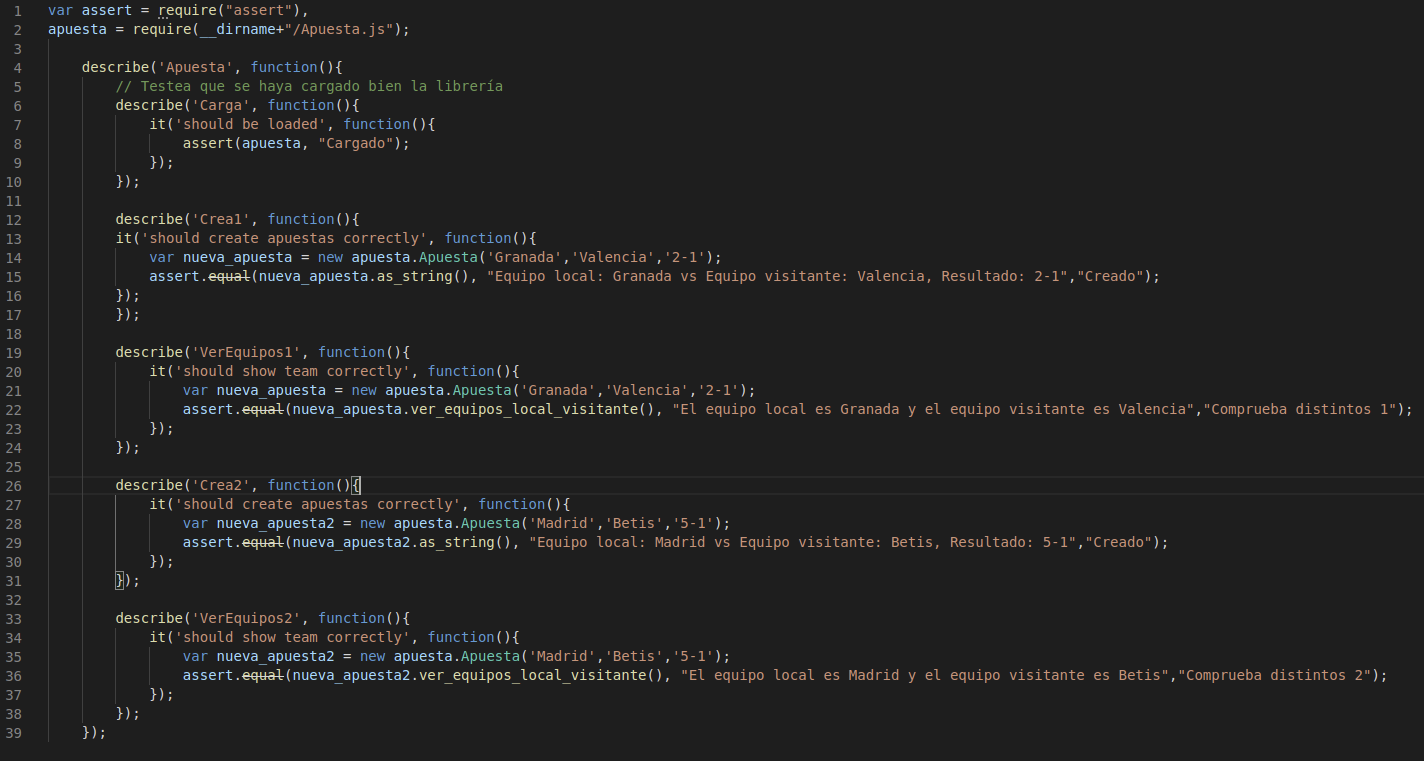 1 var assert = require("assert"),
2 apuesta = require(__dirname+"/Apuesta.js");
3
4 describe('Apuesta', function(){
5 // Testea que se haya cargado bien la librería
6 describe('Carga', function(){
7 it('should be loaded', function(){
8 assert(apuesta, "Cargado");
9 });
10 });
11
12 describe('Crea1', function(){
13 it('should create apuestas correctly', function(){
14 var nueva_apuesta = new apuesta.Apuesta('Granada','Valencia','2-1');
15 assert.equal(nueva_apuesta.as_string(), "Equipo local: Granada vs Equipo visitante: Valencia, Resultado: 2-1","Creado");
16 });
17 });
18
19 describe('VerEquipos1', function(){
20 it('should show team correctly', function(){
21 var nueva_apuesta = new apuesta.Apuesta('Granada','Valencia','2-1');
22 assert.equal(nueva_apuesta.ver_equipos_local_visitante(), "El equipo local es Granada y el equipo visitante es Valencia","Comprueba distintos 1");
23 });
24 });
25
26 describe('Crea2', function(){
27 it('should create apuestas correctly', function(){
28 var nueva_apuesta2 = new apuesta.Apuesta('Madrid','Betis','5-1');
29 assert.equal(nueva_apuesta2.as_string(), "Equipo local: Madrid vs Equipo visitante: Betis, Resultado: 5-1","Creado");
30 });
31 });
32
33 describe('VerEquipos2', function(){
34 it('should show team correctly', function(){
35 var nueva_apuesta2 = new apuesta.Apuesta('Madrid','Betis','5-1');
36 assert.equal(nueva_apuesta2.ver_equipos_local_visitante(), "El equipo local es Madrid y el equipo visitante es Betis","Comprueba distintos 2");
37 });
38 });
39 });